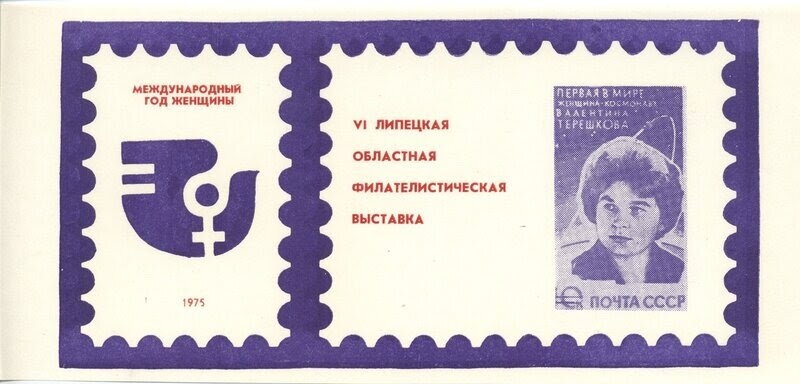 МЕЖДУНАРОДНЫЙ
ГОД ЖЕНЩИНЫ
1975
VI ЛИПЕЦКАЯ
ОБЛАСТНАЯ
ФИЛАТЕЛИСТИЧЕСКАЯ
ВЫСТАВКА
ПЕРВАЯ В МИРЕ
ЖЕНЩИНА-КОСМОНАВТ
ВАЛЕНТИНА
ТЕРЕШКОВА
ПОЧТА СССР